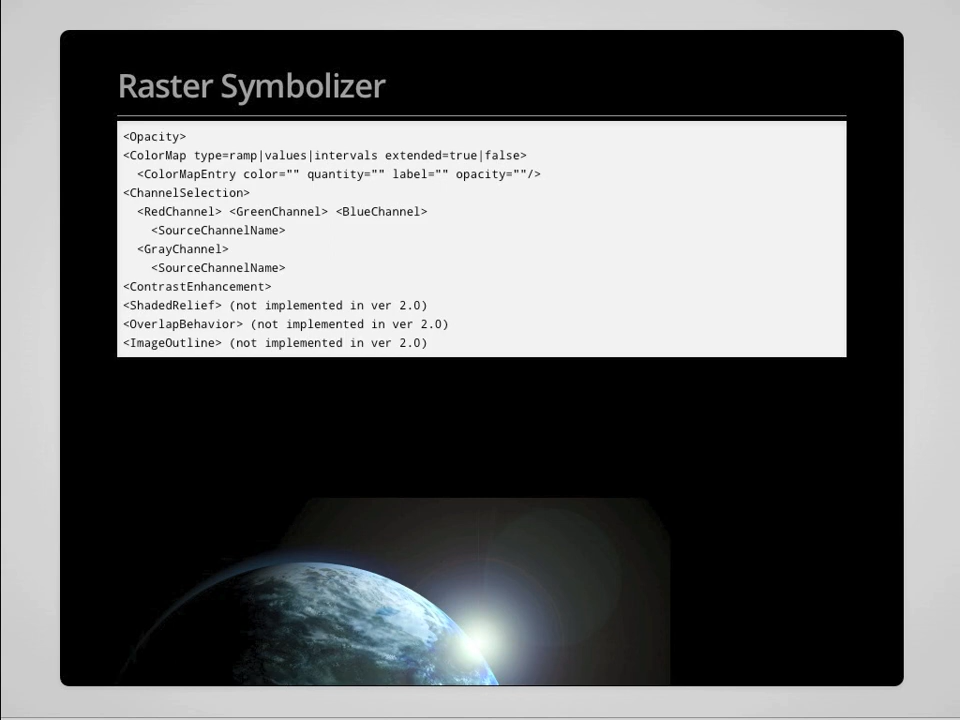 Raster Symbolizer
<Opacity>
<ColorMap type=ramp|values|intervals extended=true|false>
<ColorMapEntry color="" quantity="" label="" opacity=""/>
<ChannelSelection>
<RedChannel> <GreenChannel> <BlueChannel>
<SourceChannelName>
<GrayChannel>
<SourceChannelName>
<ContrastEnhancement>
<ShadedRelief> (not implemented in ver 2.0)
<OverlapBehavior> (not implemented in ver 2.0)
<ImageOutline> (not implemented in ver 2.0)